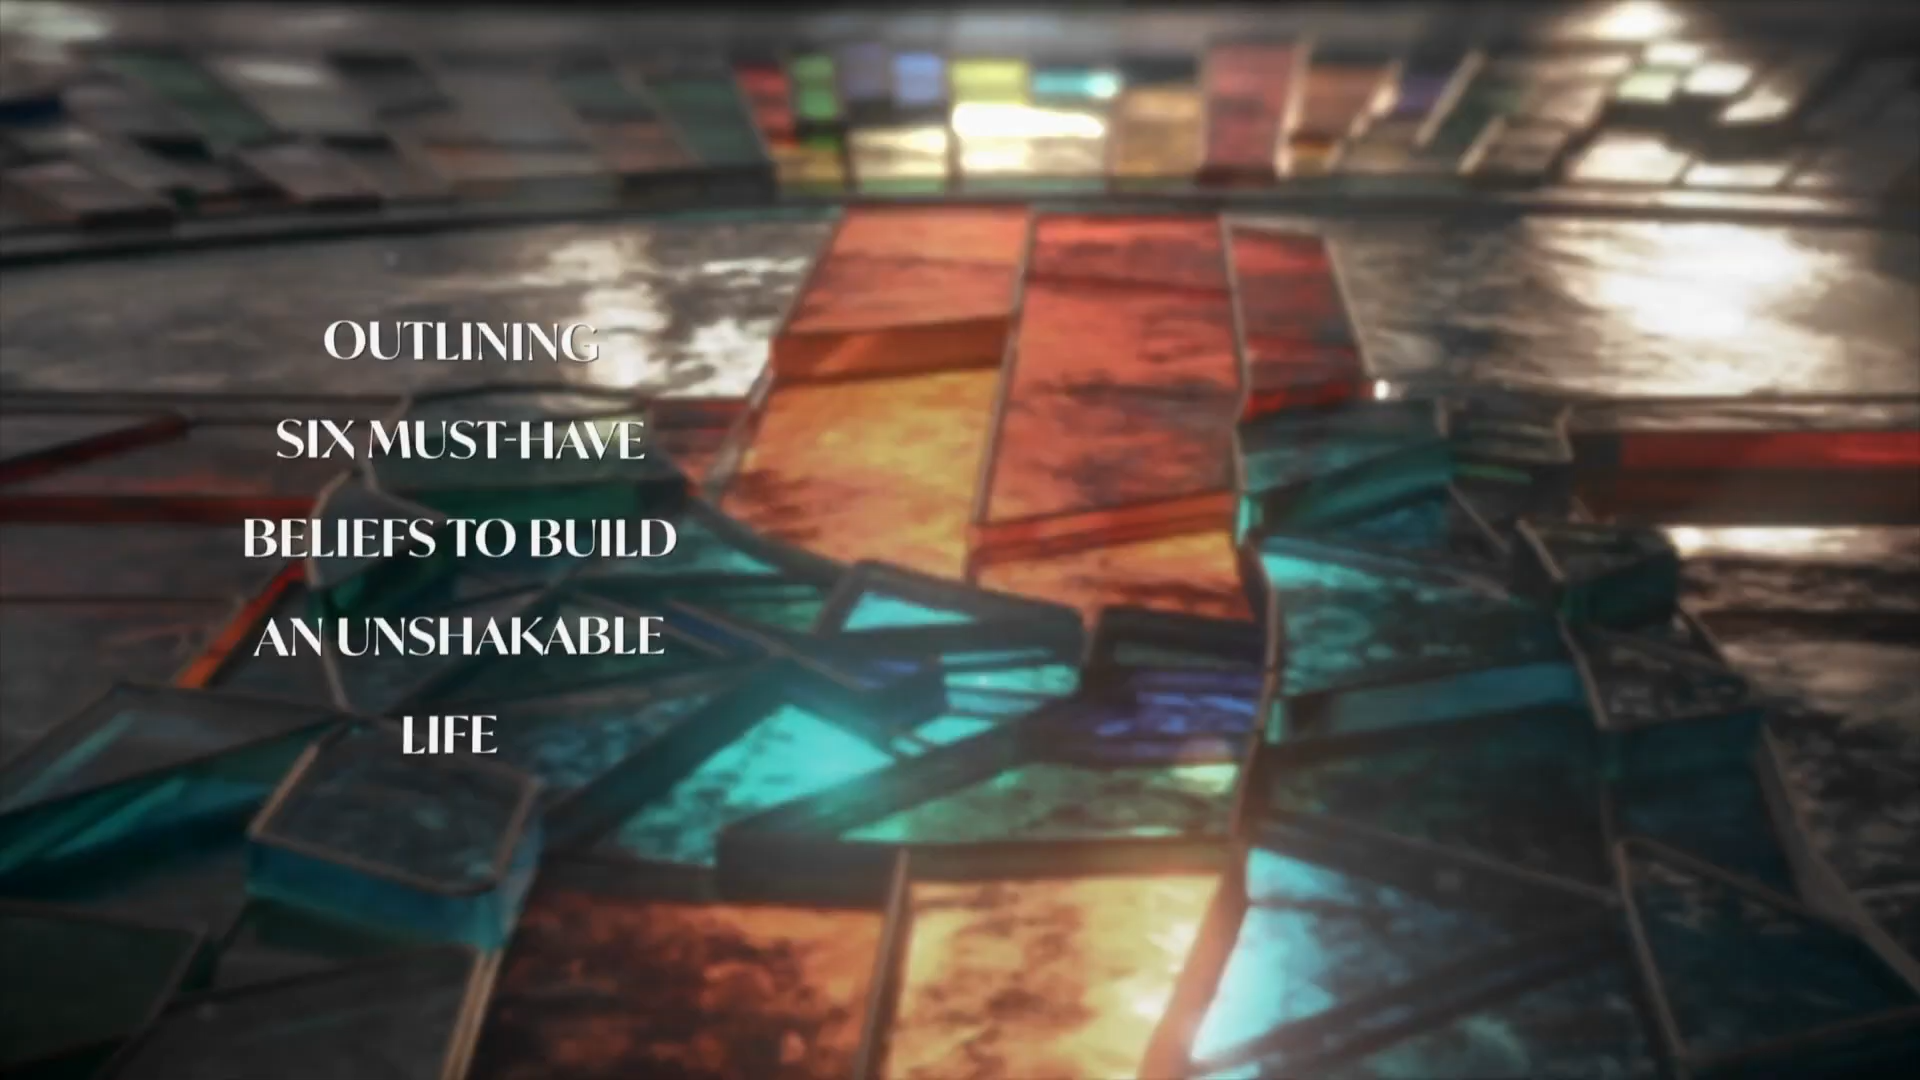 OUTLINING
SIX MUST-HAVE
BELIEFS TO BUILD
AN UNSHAKABLE
LIFE